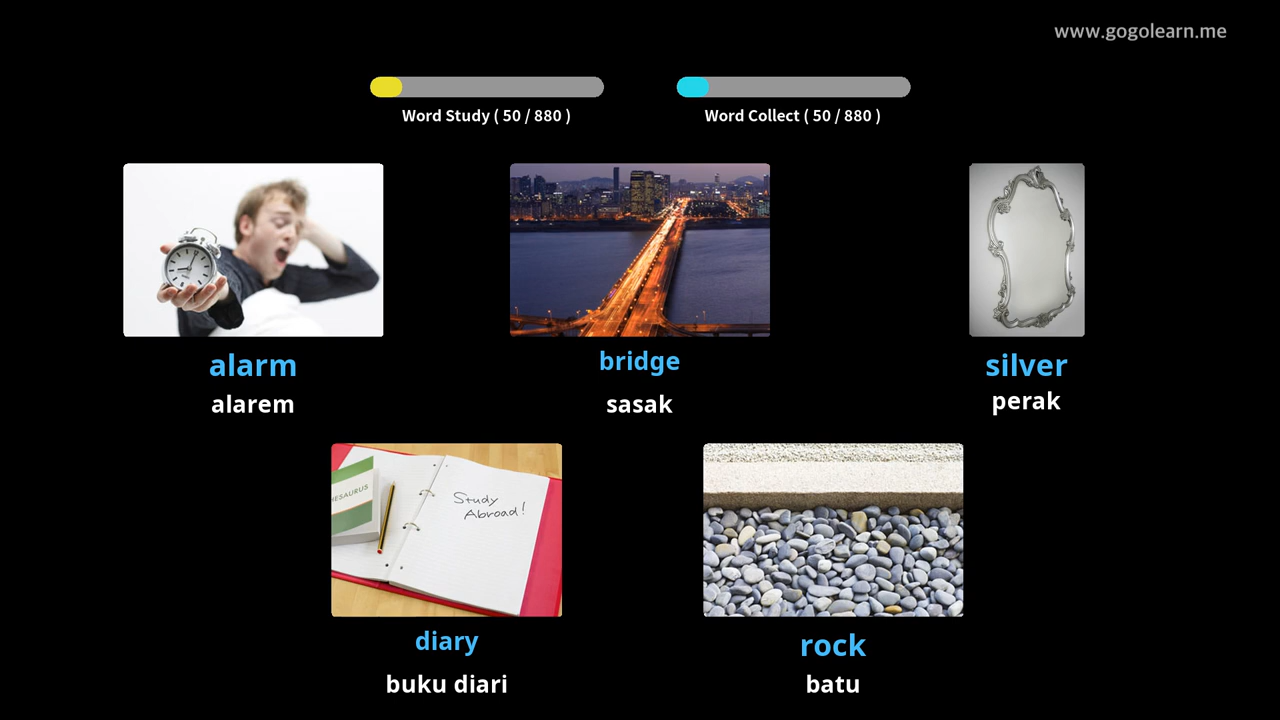 www.gogolearn.me
Word Study ( 50 / 880 )
Word Collect ( 50 / 880 )
alarm
alarem
bridge
sasak
silver
perak
ESAURUS
Study
Abroad!
diary
buku diari
rock
batu